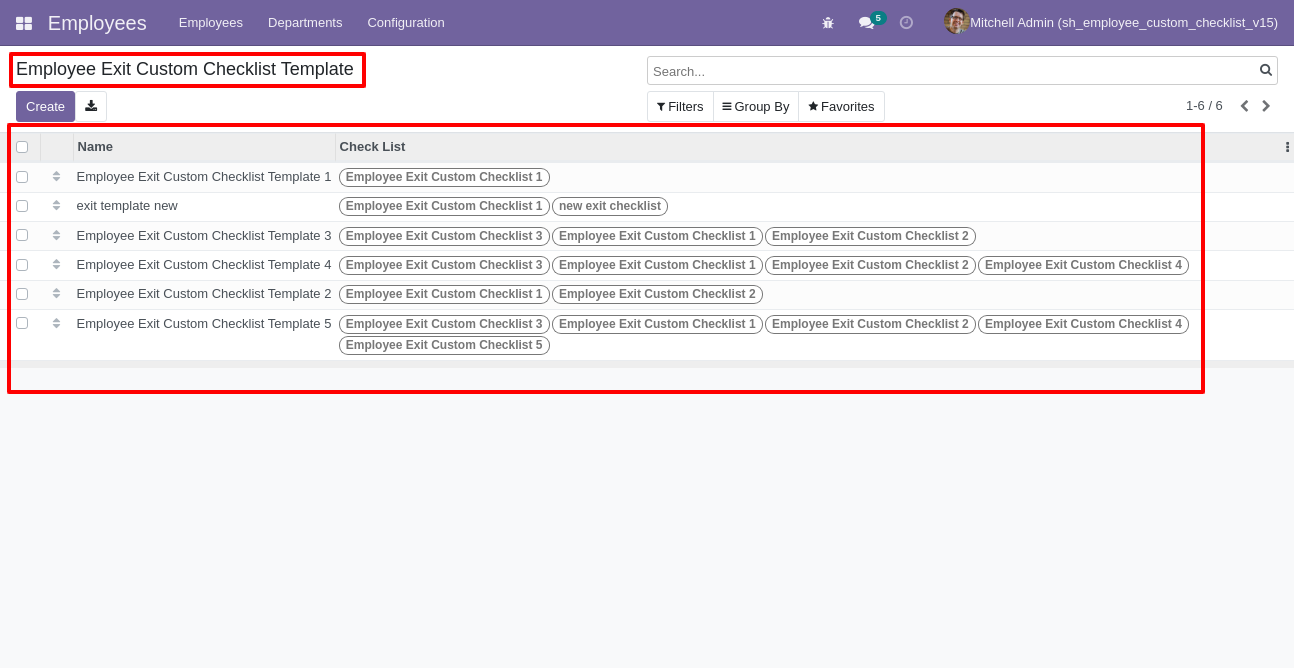 Employees Employees Departments Configuration 5 Mitchell Admin (sh_employee_custom_checklist_v15)
Employee Exit Custom Checklist Template Search...
Create Filters Group By Favorites 1-6 / 6
Name Check List
Employee Exit Custom Checklist Template 1 Employee Exit Custom Checklist 1
exit template new Employee Exit Custom Checklist 1 new exit checklist
Employee Exit Custom Checklist Template 3 Employee Exit Custom Checklist 3 Employee Exit Custom Checklist 1 Employee Exit Custom Checklist 2
Employee Exit Custom Checklist Template 4 Employee Exit Custom Checklist 3 Employee Exit Custom Checklist 1 Employee Exit Custom Checklist 2 Employee Exit Custom Checklist 4
Employee Exit Custom Checklist Template 2 Employee Exit Custom Checklist 1 Employee Exit Custom Checklist 2
Employee Exit Custom Checklist Template 5 Employee Exit Custom Checklist 3 Employee Exit Custom Checklist 1 Employee Exit Custom Checklist 2 Employee Exit Custom Checklist 4
Employee Exit Custom Checklist 5